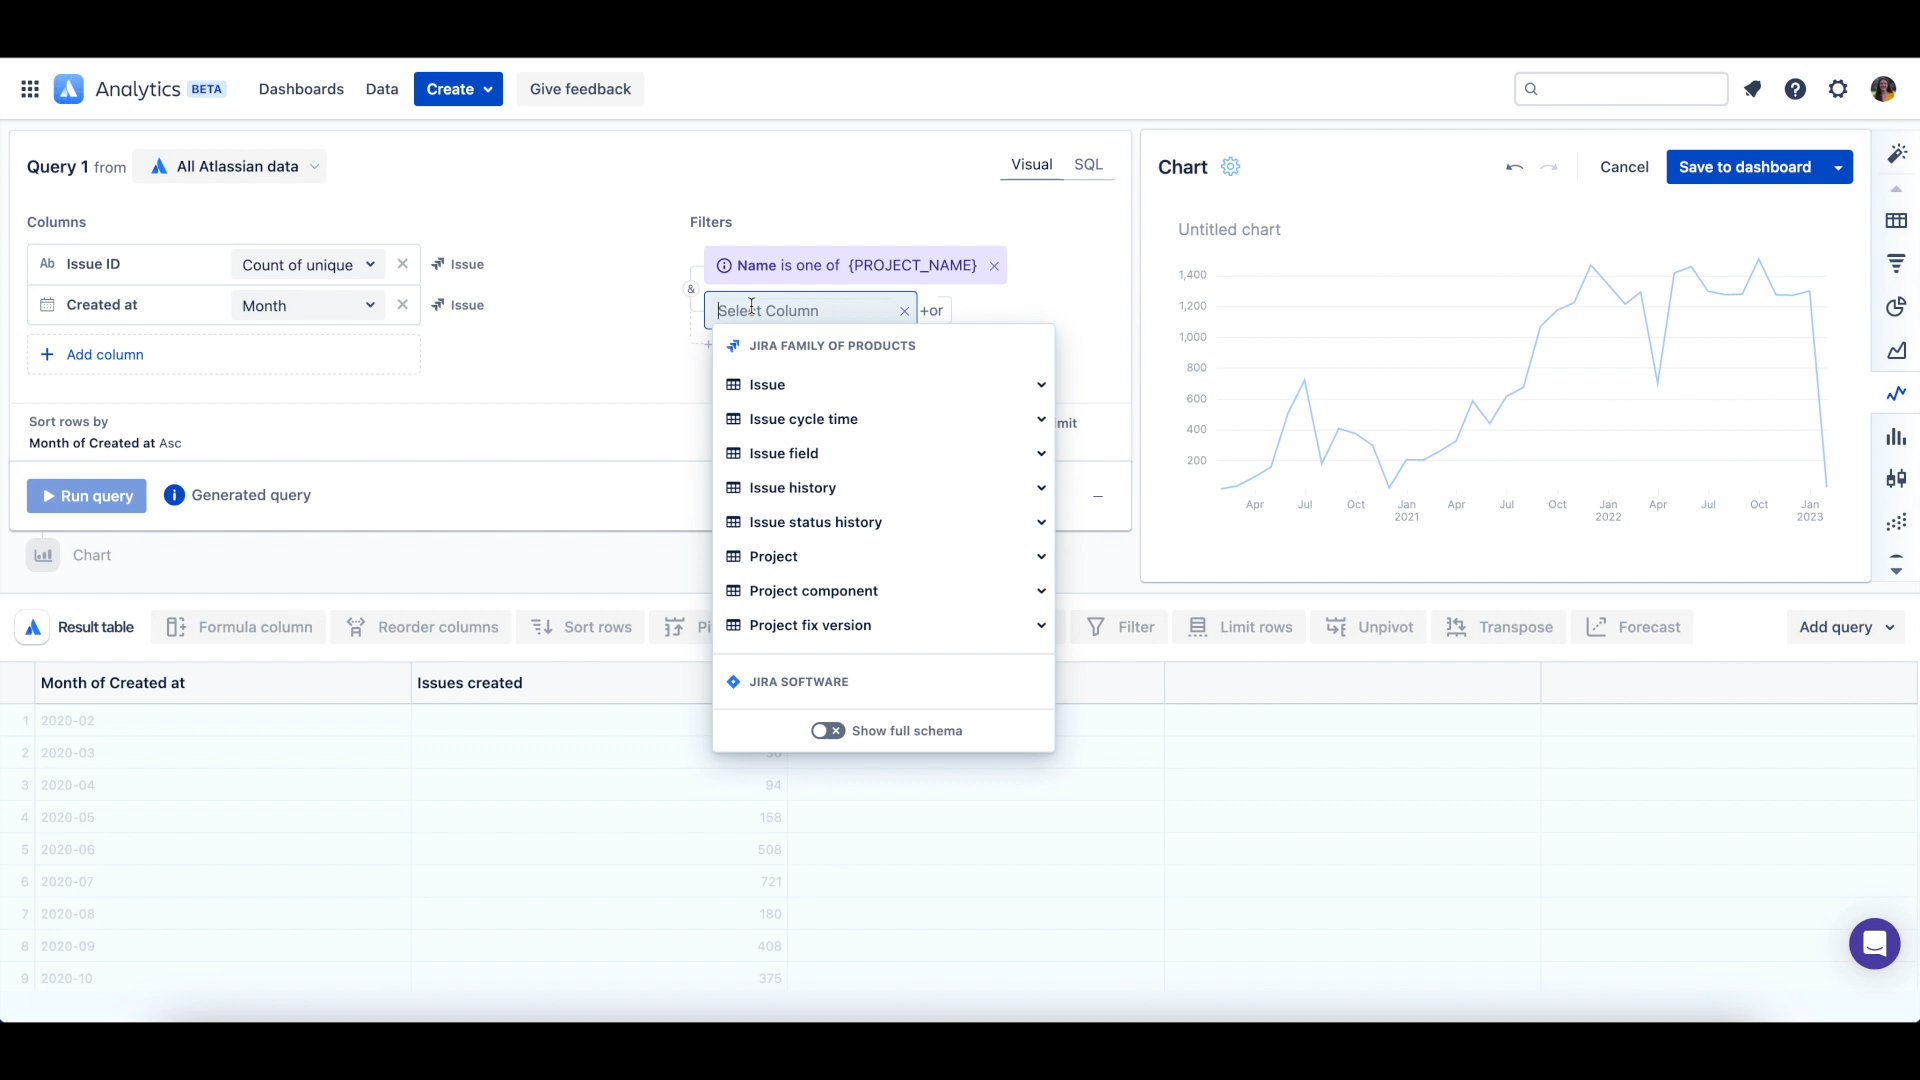 Analytics BETA Dashboards Data Create Give feedback
Query 1 from All Atlassian data Visual SQL
Columns
Ab Issue ID Count of unique Issue
Created at Month Issue
+ Add column
Filters
Name is one of {PROJECT_NAME}
&
Select Column +or
+
JIRA FAMILY OF PRODUCTS
Issue
Issue cycle time
Issue field
Issue history
Issue status history
Project
Project component
Project fix version
JIRA SOFTWARE
Show full schema
Sort rows by
Month of Created at Asc
mit
Run query Generated query
Chart
Chart Cancel Save to dashboard
Untitled chart
1,400
1,200
1,000
800
600
400
200
Apr Jul Oct Jan 2021 Apr Jul Oct Jan 2022 Apr Jul Oct Jan 2023
Result table Formula column Reorder columns Sort rows Pi Filter Limit rows Unpivot Transpose Forecast Add query
Month of Created at Issues created
1 2020-02
2 2020-03
3 2020-04 94
4 2020-05 158
5 2020-06 508
6 2020-07 721
7 2020-08 180
8 2020-09 408
9 2020-10 375